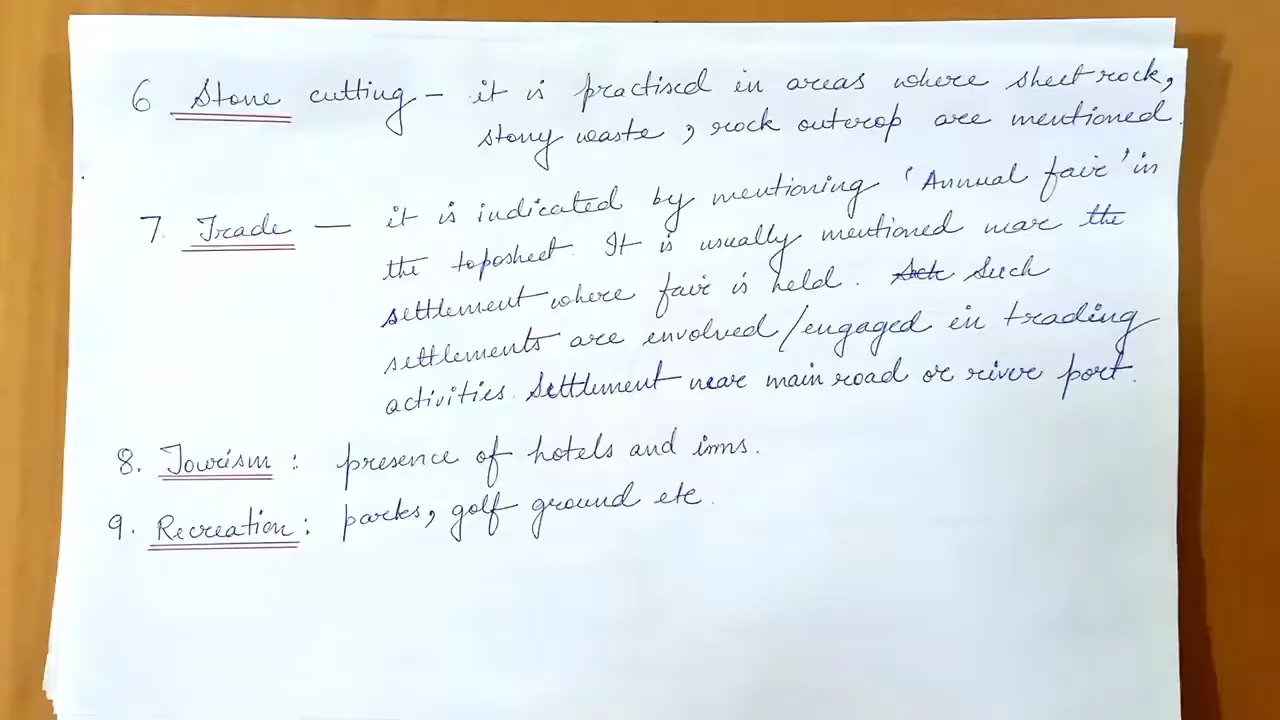 6 Stone cutting - it is practised in areas where sheet rock,
stony waste, rock outcrop are mentioned.
7. Trade — it is indicated by mentioning 'Annual fair' in
the toposheet. It is usually mentioned near the
settlement where fair is held. Such
settlements are envolved/engaged in trading
activities. Settlement near main road or river port.
8. Tourism : presence of hotels and inns.
9. Recreation : parks, golf ground etc.